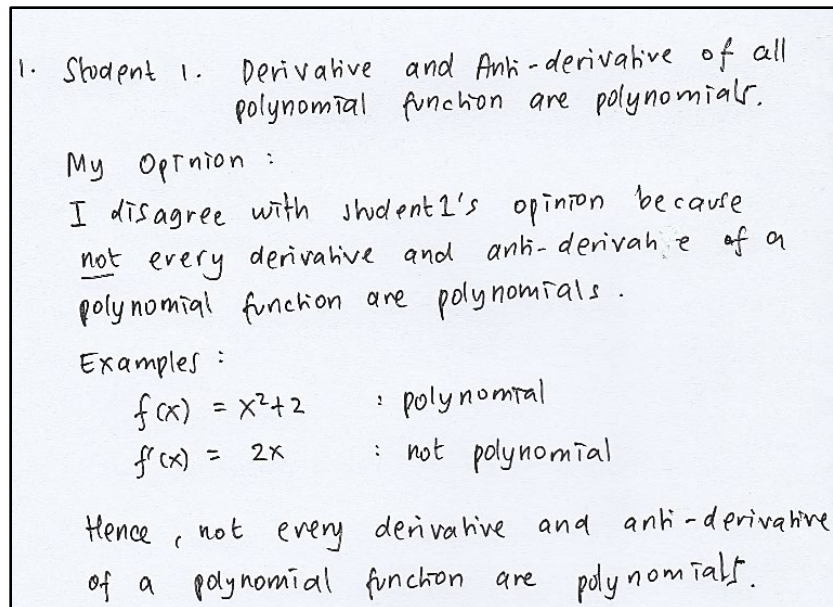 1. Student 1. Derivative and Anti-derivative of all
polynomial function are polynomials.
My Opinion :
I disagree with student 1's opinion because
not every derivative and anti-derivative of a
polynomial function are polynomials.
Examples :
f(x) = x²+2 : polynomial
f'(x) = 2x : not polynomial
Hence, not every derivative and anti-derivative
of a polynomial function are polynomials.